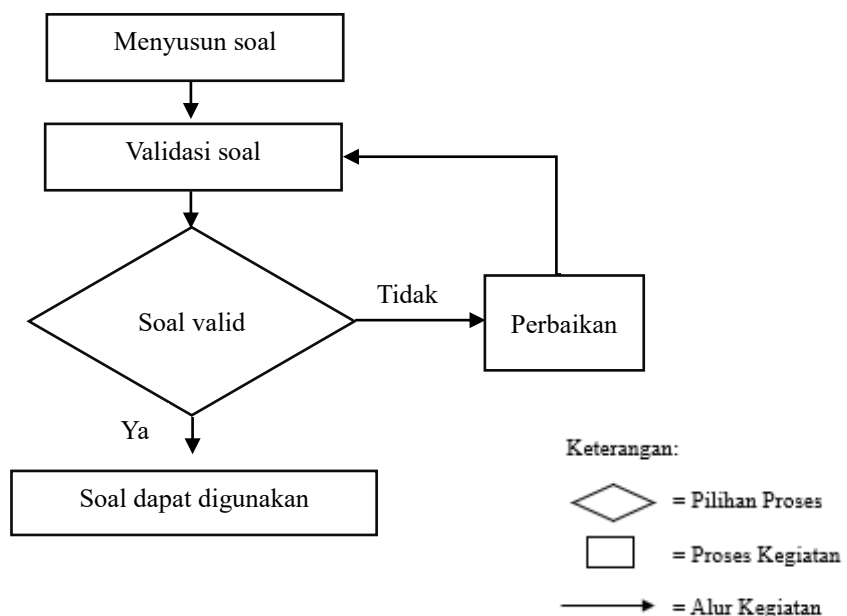 Menyusun soal
Validasi soal
Tidak
Soal valid
Perbaikan
Ya
Soal dapat digunakan
Keterangan:
= Pilihan Proses
= Proses Kegiatan
= Alur Kegiatan